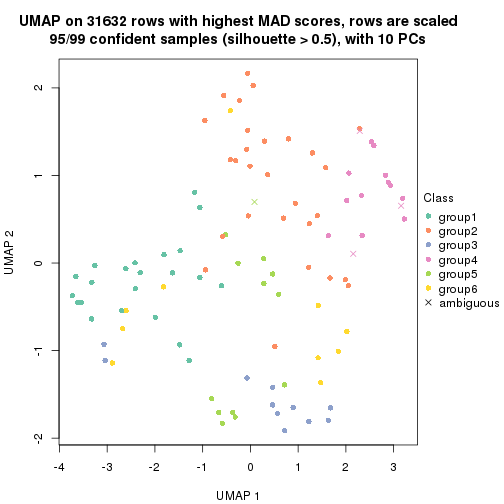 UMAP on 31632 rows with highest MAD scores, rows are scaled
95/99 confident samples (silhouette > 0.5), with 10 PCs
UMAP 2
2
1
0
-1
-2
-4
-3
-2
-1
0
1
2
3
UMAP 1
Class
group1
group2
group3
group4
group5
group6
ambiguous